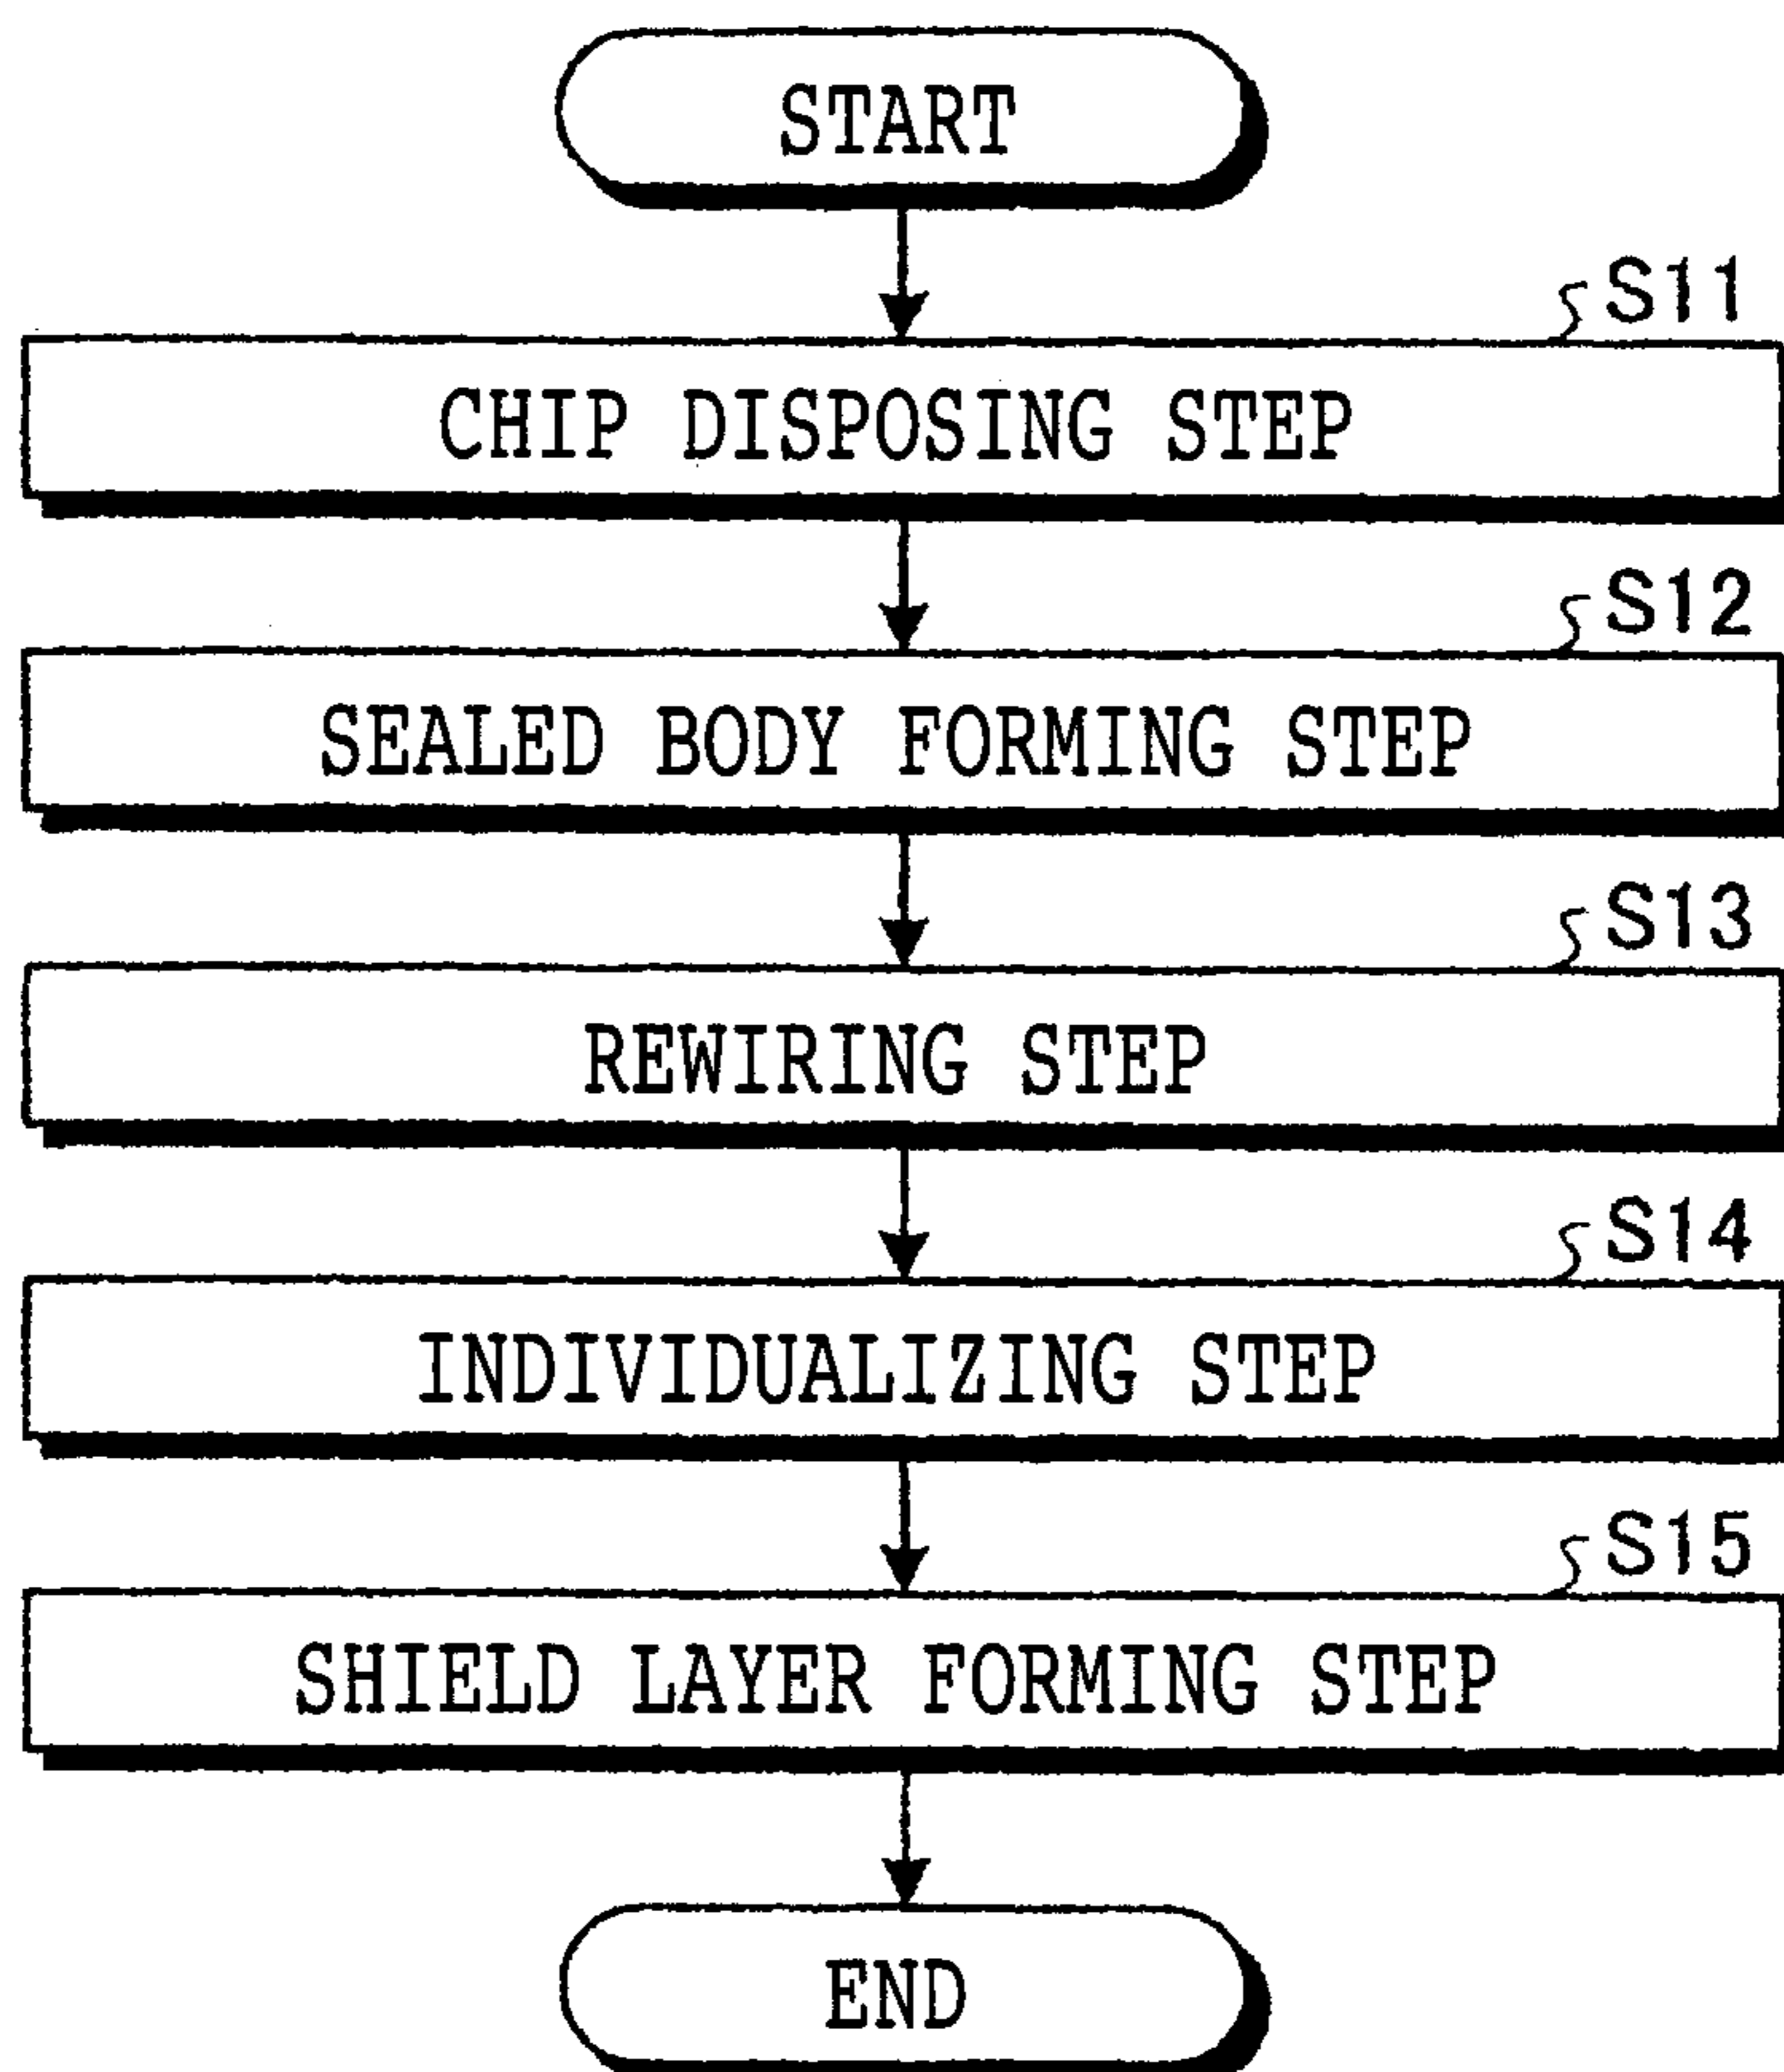 START
S11
CHIP DISPOSING STEP
S12
SEALED BODY FORMING STEP
S13
REWIRING STEP
S14
INDIVIDUALIZING STEP
S15
SHIELD LAYER FORMING STEP
END